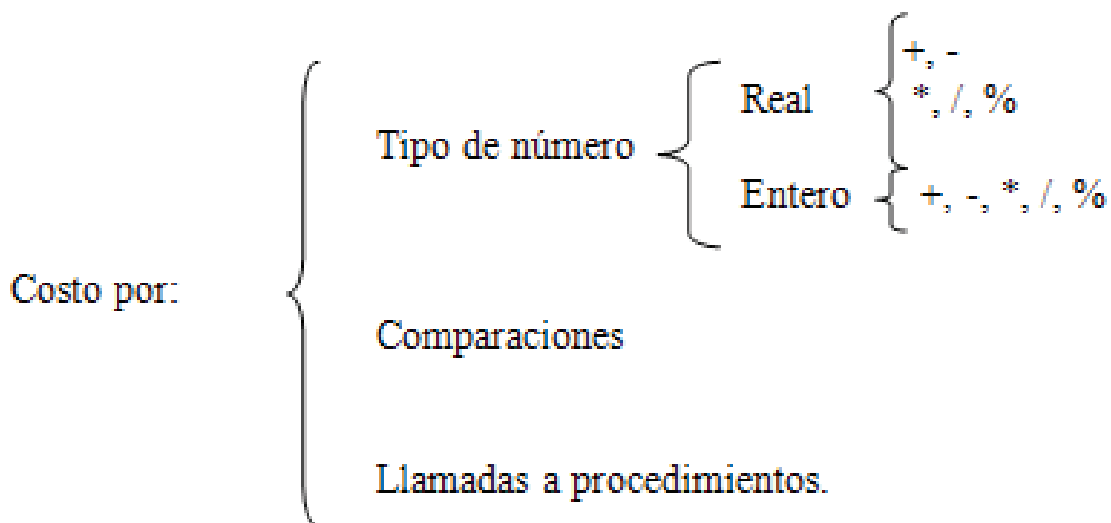 Costo por:
Tipo de número
Real
+, -
*, /, %
Entero
+, -, *, /, %
Comparaciones
Llamadas a procedimientos.